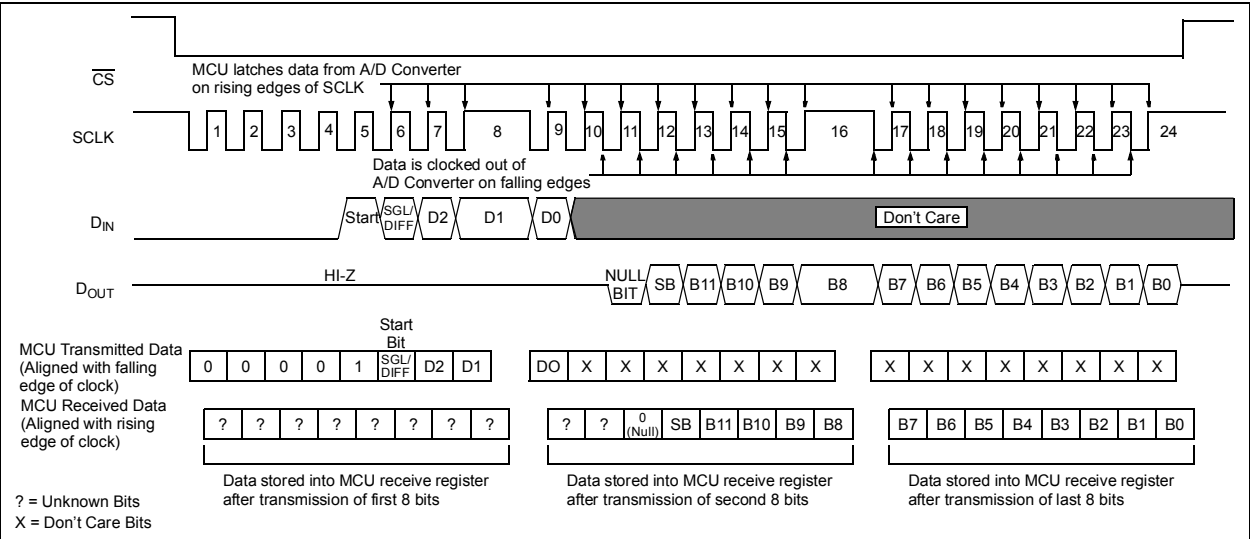 CS
MCU latches data from A/D Converter
on rising edges of SCLK
SCLK
1 2 3 4 5 6 7 8 9 10 11 12 13 14 15 16 17 18 19 20 21 22 23 24
Data is clocked out of
A/D Converter on falling edges
DIN
Start SGL/ DIFF D2 D1 D0 Don't Care
HI-Z
DOUT
NULL BIT SB B11 B10 B9 B8 B7 B6 B5 B4 B3 B2 B1 B0
Start
Bit
MCU Transmitted Data
(Aligned with falling
edge of clock)
0 0 0 0 1 SGL/ DIFF D2 D1 DO X X X X X X X X X X X X X X X
MCU Received Data
(Aligned with rising
edge of clock)
? ? ? ? ? ? ? ? ? ? 0 (Null) SB B11 B10 B9 B8 B7 B6 B5 B4 B3 B2 B1 B0
Data stored into MCU receive register
after transmission of first 8 bits
Data stored into MCU receive register
after transmission of second 8 bits
Data stored into MCU receive register
after transmission of last 8 bits
? = Unknown Bits
X = Don't Care Bits